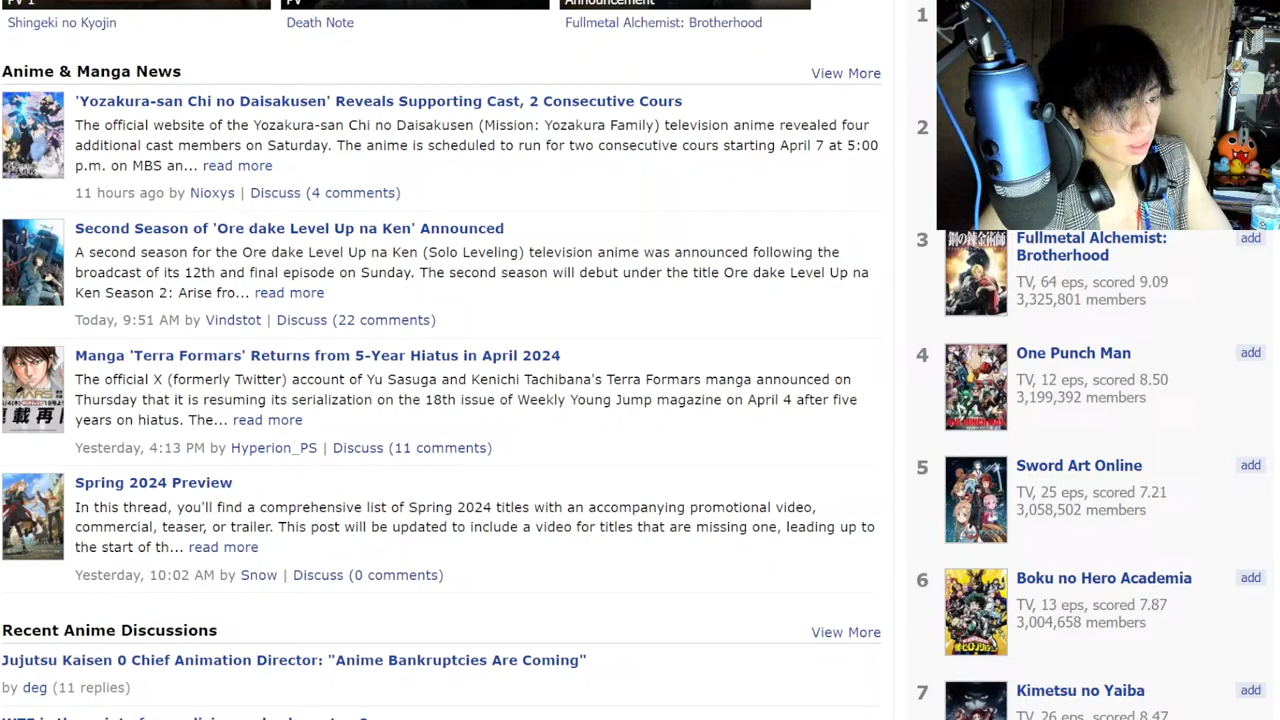 PV 1
PV
Announcement
Shingeki no Kyojin
Death Note
Fullmetal Alchemist: Brotherhood
Anime & Manga News
View More
'Yozakura-san Chi no Daisakusen' Reveals Supporting Cast, 2 Consecutive Cours
The official website of the Yozakura-san Chi no Daisakusen (Mission: Yozakura Family) television anime revealed four
additional cast members on Saturday. The anime is scheduled to run for two consecutive cours starting April 7 at 5:00
p.m. on MBS an... read more
11 hours ago by Nioxys | Discuss (4 comments)
Second Season of 'Ore dake Level Up na Ken' Announced
A second season for the Ore dake Level Up na Ken (Solo Leveling) television anime was announced following the
broadcast of its 12th and final episode on Sunday. The second season will debut under the title Ore dake Level Up na
Ken Season 2: Arise fro... read more
Today, 9:51 AM by Vindstot | Discuss (22 comments)
Manga 'Terra Formars' Returns from 5-Year Hiatus in April 2024
The official X (formerly Twitter) account of Yu Sasuga and Kenichi Tachibana's Terra Formars manga announced on
Thursday that it is resuming its serialization on the 18th issue of Weekly Young Jump magazine on April 4 after five
years on hiatus. The... read more
Yesterday, 4:13 PM by Hyperion_PS | Discuss (11 comments)
Spring 2024 Preview
In this thread, you'll find a comprehensive list of Spring 2024 titles with an accompanying promotional video,
commercial, teaser, or trailer. This post will be updated to include a video for titles that are missing one, leading up to
the start of th... read more
Yesterday, 10:02 AM by Snow | Discuss (0 comments)
Recent Anime Discussions
View More
Jujutsu Kaisen 0 Chief Animation Director: "Anime Bankruptcies Are Coming"
by deg (11 replies)
1
2
3
鋼の錬金術師
Fullmetal Alchemist:
Brotherhood
add
TV, 64 eps, scored 9.09
3,325,801 members
4
One Punch Man
add
TV, 12 eps, scored 8.50
3,199,392 members
5
Sword Art Online
add
TV, 25 eps, scored 7.21
3,058,502 members
6
Boku no Hero Academia
add
TV, 13 eps, scored 7.87
3,004,658 members
7
Kimetsu no Yaiba
add
TV, 26 eps, scored 8.47